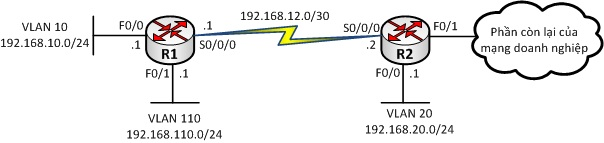 VLAN 10
192.168.10.0/24
F0/0
.1
R1
.1
S0/0/0
F0/1
.1
VLAN 110
192.168.110.0/24
192.168.12.0/30
S0/0/0
.2
R2
F0/1
F0/0
.1
VLAN 20
192.168.20.0/24
Phần còn lại của
mạng doanh nghiệp